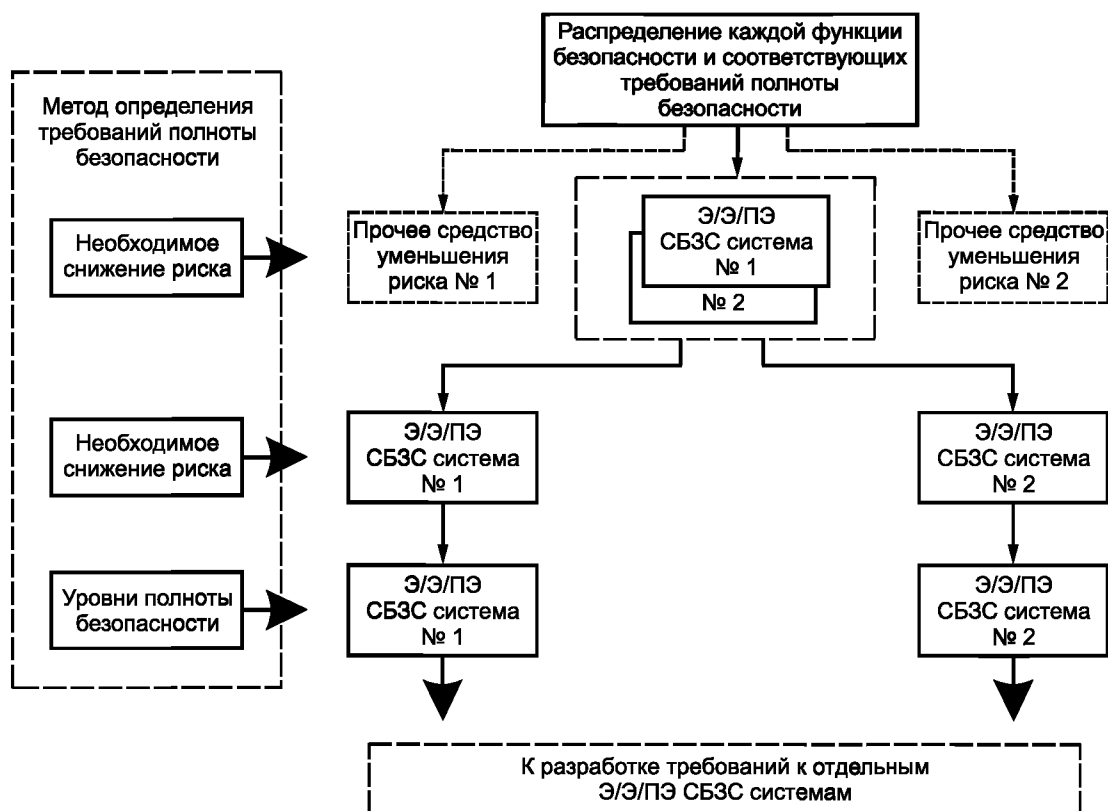 Распределение каждой функции
безопасности и соответствующих
требований полноты
безопасности
Метод определения
требований полноты
безопасности
Необходимое
снижение риска
Прочее средство
уменьшения
риска № 1
Э/Э/ПЭ
СБЗС система
№ 1
№ 2
Прочее средство
уменьшения
риска № 2
Необходимое
снижение риска
Э/Э/ПЭ
СБЗС система
№ 1
Э/Э/ПЭ
СБЗС система
№ 2
Уровни полноты
безопасности
Э/Э/ПЭ
СБЗС система
№ 1
Э/Э/ПЭ
СБЗС система
№ 2
К разработке требований к отдельным
Э/Э/ПЭ СБЗС системам